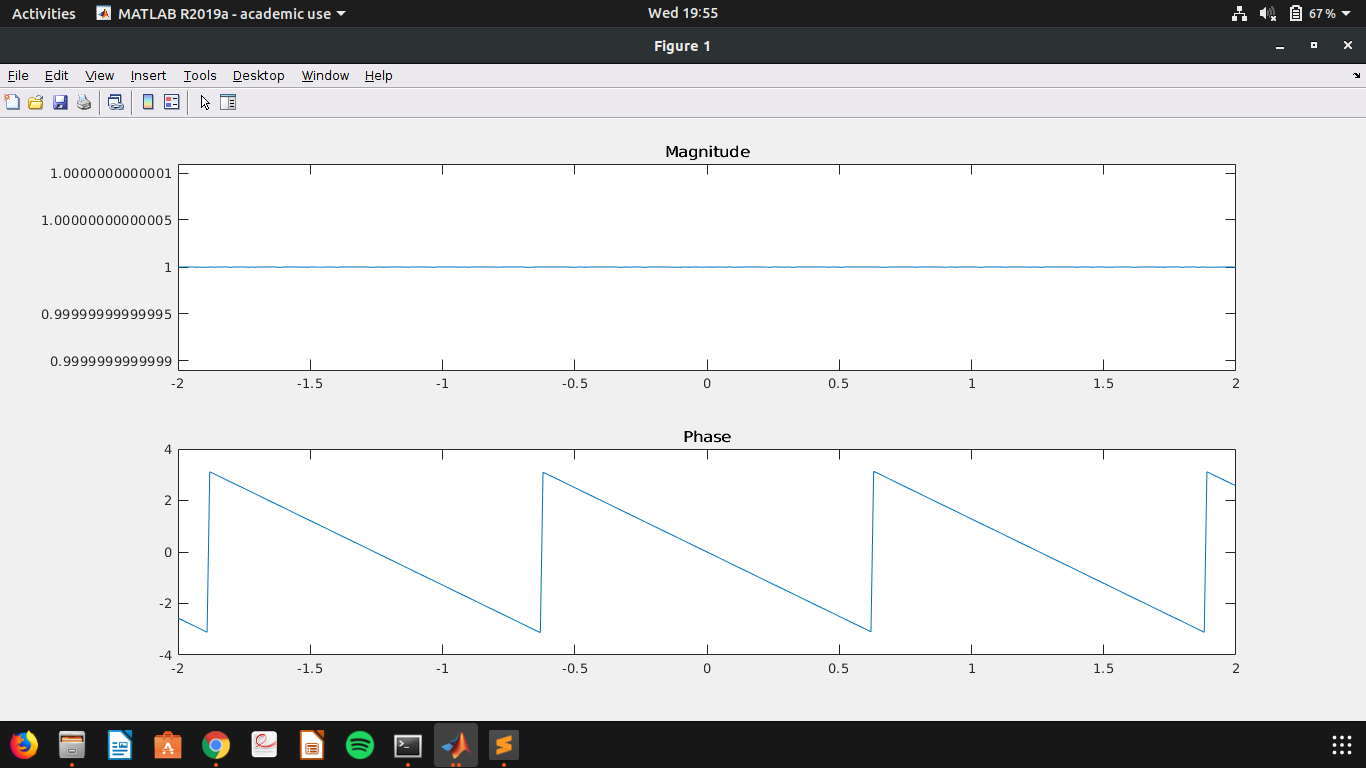 Activities MATLAB R2019a - academic use Wed 19:55 67 %
Figure 1
File Edit View Insert Tools Desktop Window Help
Magnitude
1.0000000000001
1.00000000000005
1
0.99999999999995
0.9999999999999
-2 -1.5 -1 -0.5 0 0.5 1 1.5 2
Phase
4
2
0
-2
-4
-2 -1.5 -1 -0.5 0 0.5 1 1.5 2